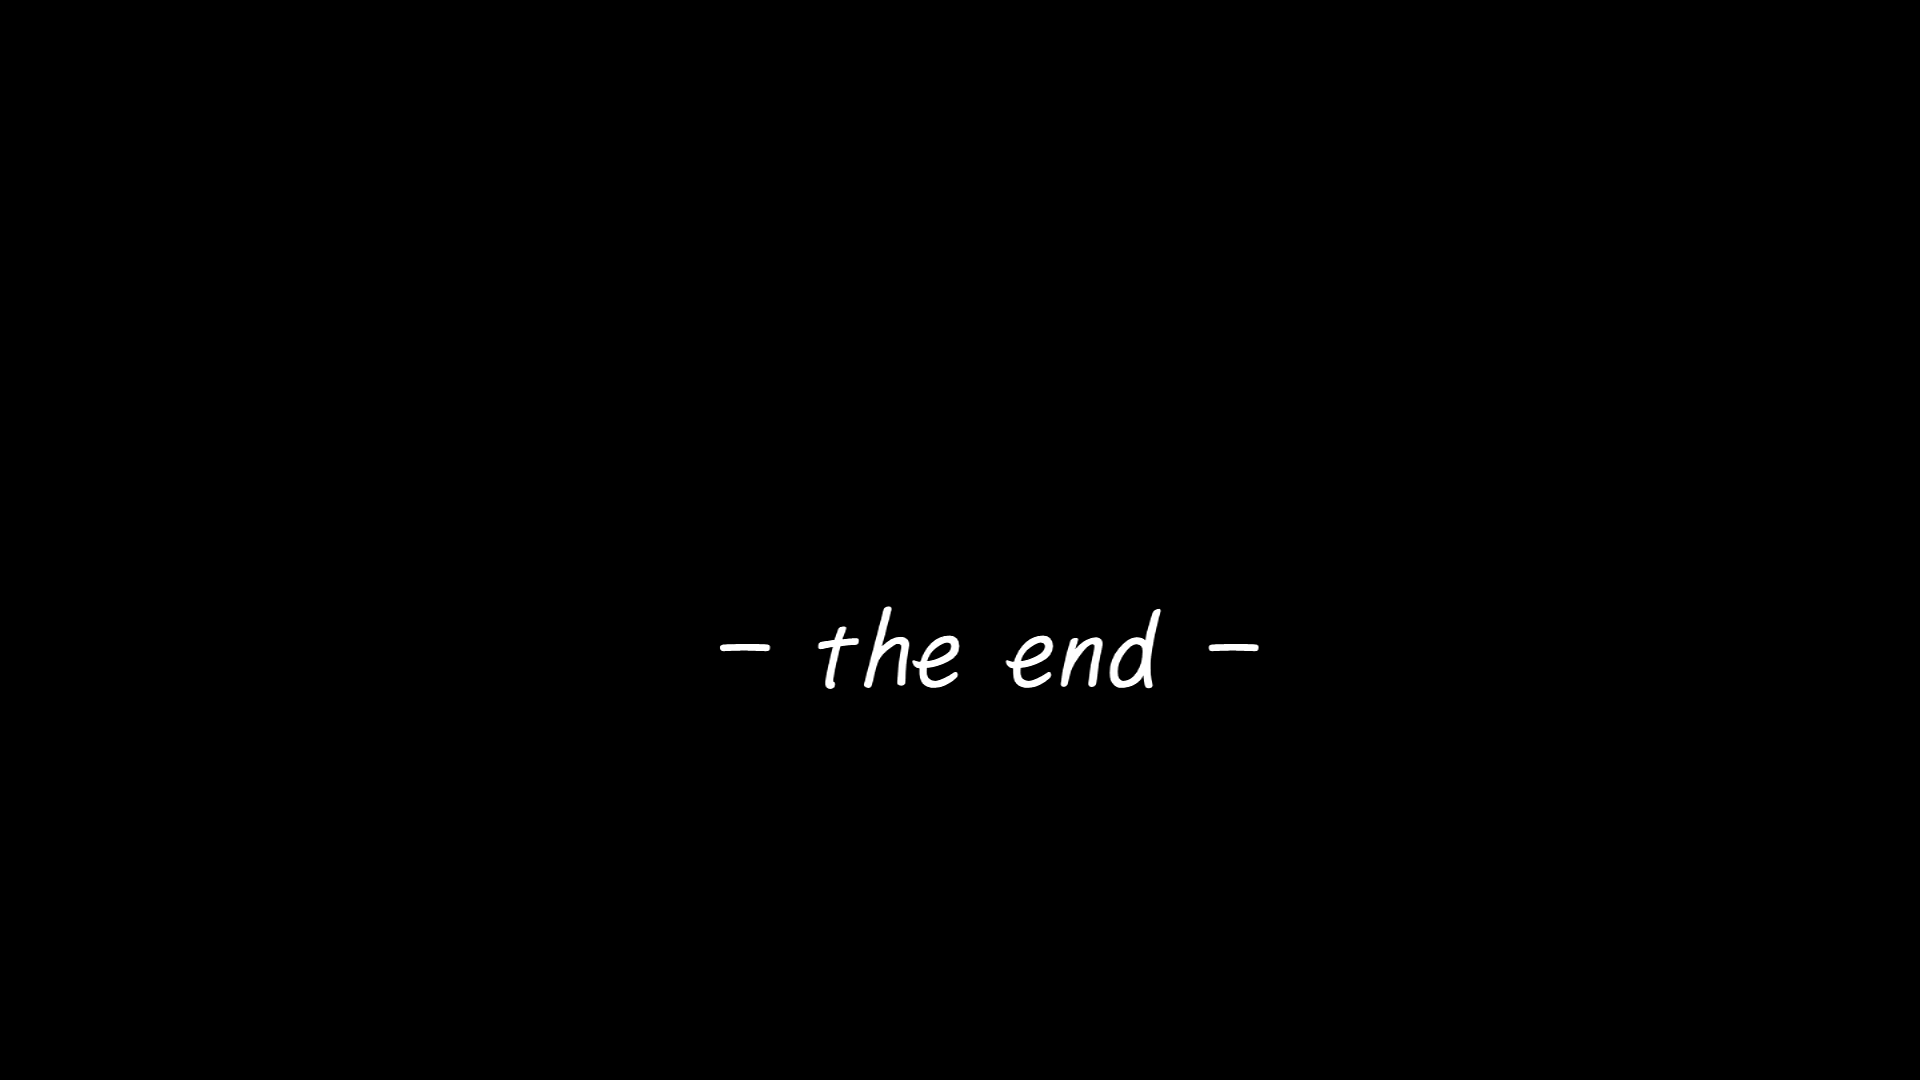 - the end -